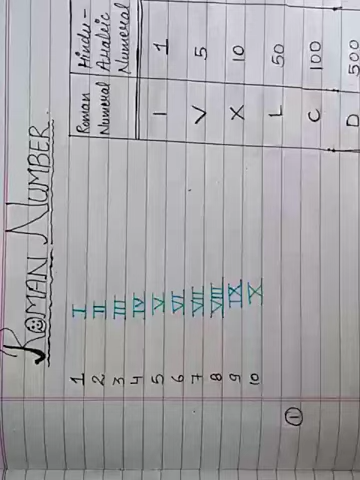 ROMAN NUMBER
1 I
2 II
3 III
4 IV
5 V
6 VI
7 VII
8 VIII
9 IX
10 X
Roman Numeral I V X L C D
Hindu-Arabic Numeral 1 5 10 50 100 500
1